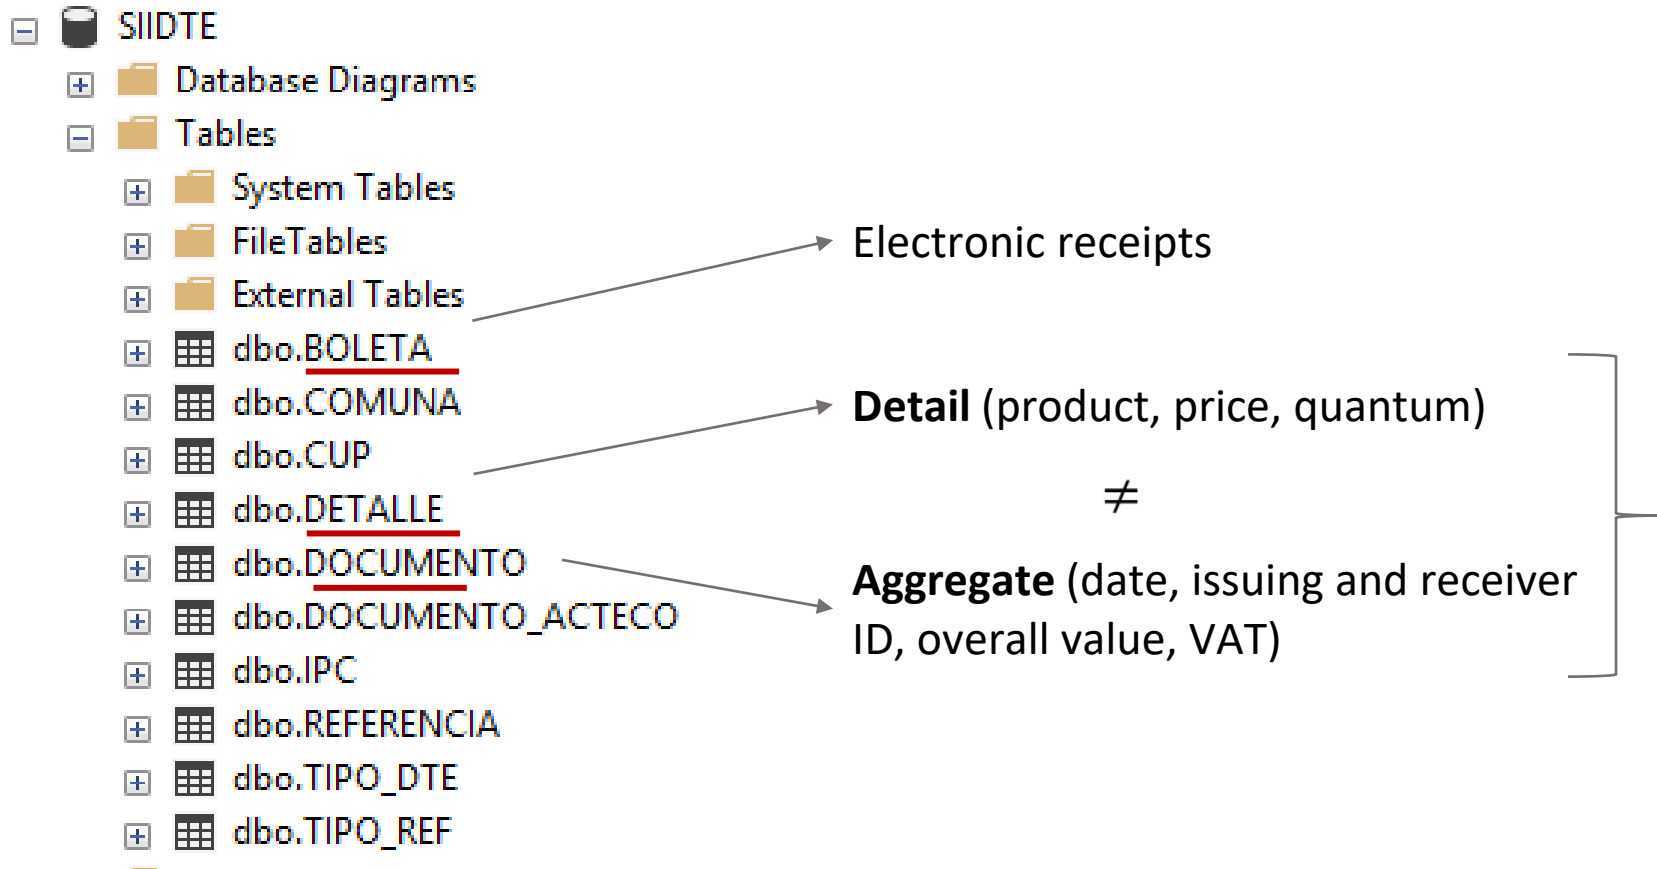 SIIDTE
Database Diagrams
Tables
System Tables
FileTables
External Tables
dbo.BOLETA
dbo.COMUNA
dbo.CUP
dbo.DETALLE
dbo.DOCUMENTO
dbo.DOCUMENTO_ACTECO
dbo.IPC
dbo.REFERENCIA
dbo.TIPO_DTE
dbo.TIPO_REF
Electronic receipts
Detail (product, price, quantum)
≠
Aggregate (date, issuing and receiver
ID, overall value, VAT)